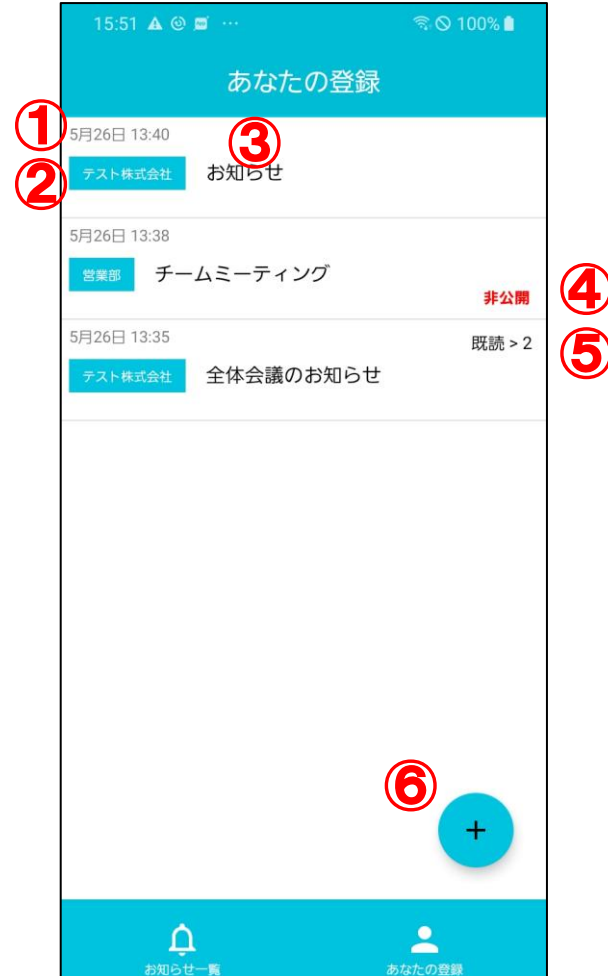 15:51 ... 100%
あなたの登録
① 5月26日 13:40 ③
② テスト株式会社 お知らせ
5月26日 13:38
営業部 チームミーティング
非公開 ④
5月26日 13:35 既読 > 2 ⑤
テスト株式会社 全体会議のお知らせ
⑥
+
お知らせ一覧 あなたの登録